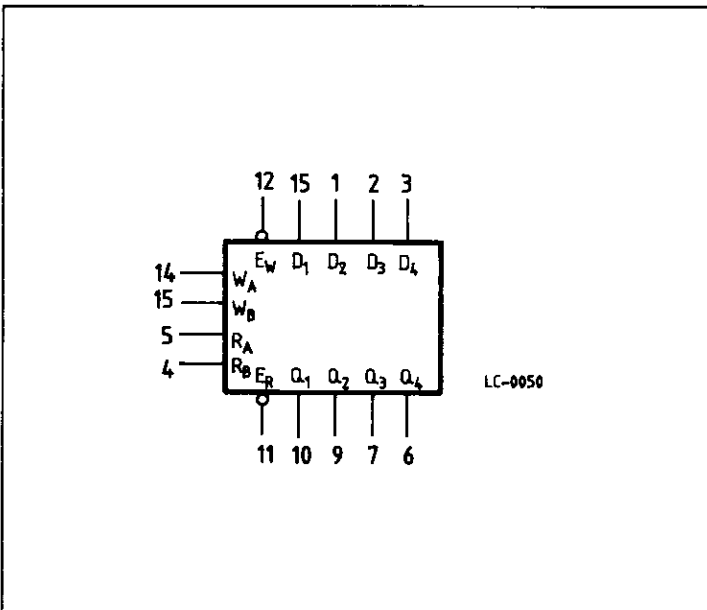 12 15 1 2 3
E_W D_1 D_2 D_3 D_4
14 W_A
15 W_B
5 R_A
4 R_B
E_R Q_1 Q_2 Q_3 Q_4
LC-0050
11 10 9 7 6